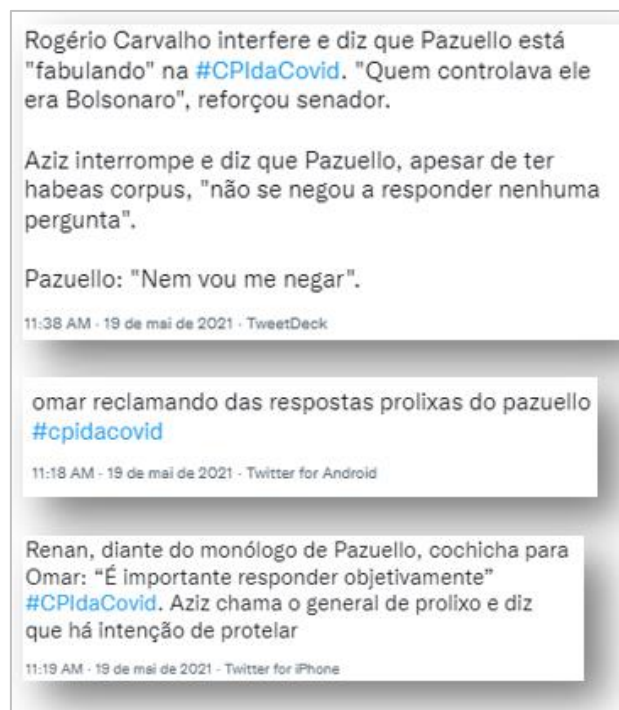 Rogério Carvalho interfere e diz que Pazuello está
"fabulando" na #CPIdaCovid. "Quem controlava ele
era Bolsonaro", reforçou senador.
Aziz interrompe e diz que Pazuello, apesar de ter
habeas corpus, "não se negou a responder nenhuma
pergunta".
Pazuello: "Nem vou me negar".
11:38 AM · 19 de mai de 2021 · TweetDeck
omar reclamando das respostas prolixas do pazuello
#cpidacovid
11:18 AM · 19 de mai de 2021 · Twitter for Android
Renan, diante do monólogo de Pazuello, cochicha para
Omar: “É importante responder objetivamente”
#CPIdaCovid. Aziz chama o general de prolixo e diz
que há intenção de protelar
11:19 AM · 19 de mai de 2021 · Twitter for iPhone